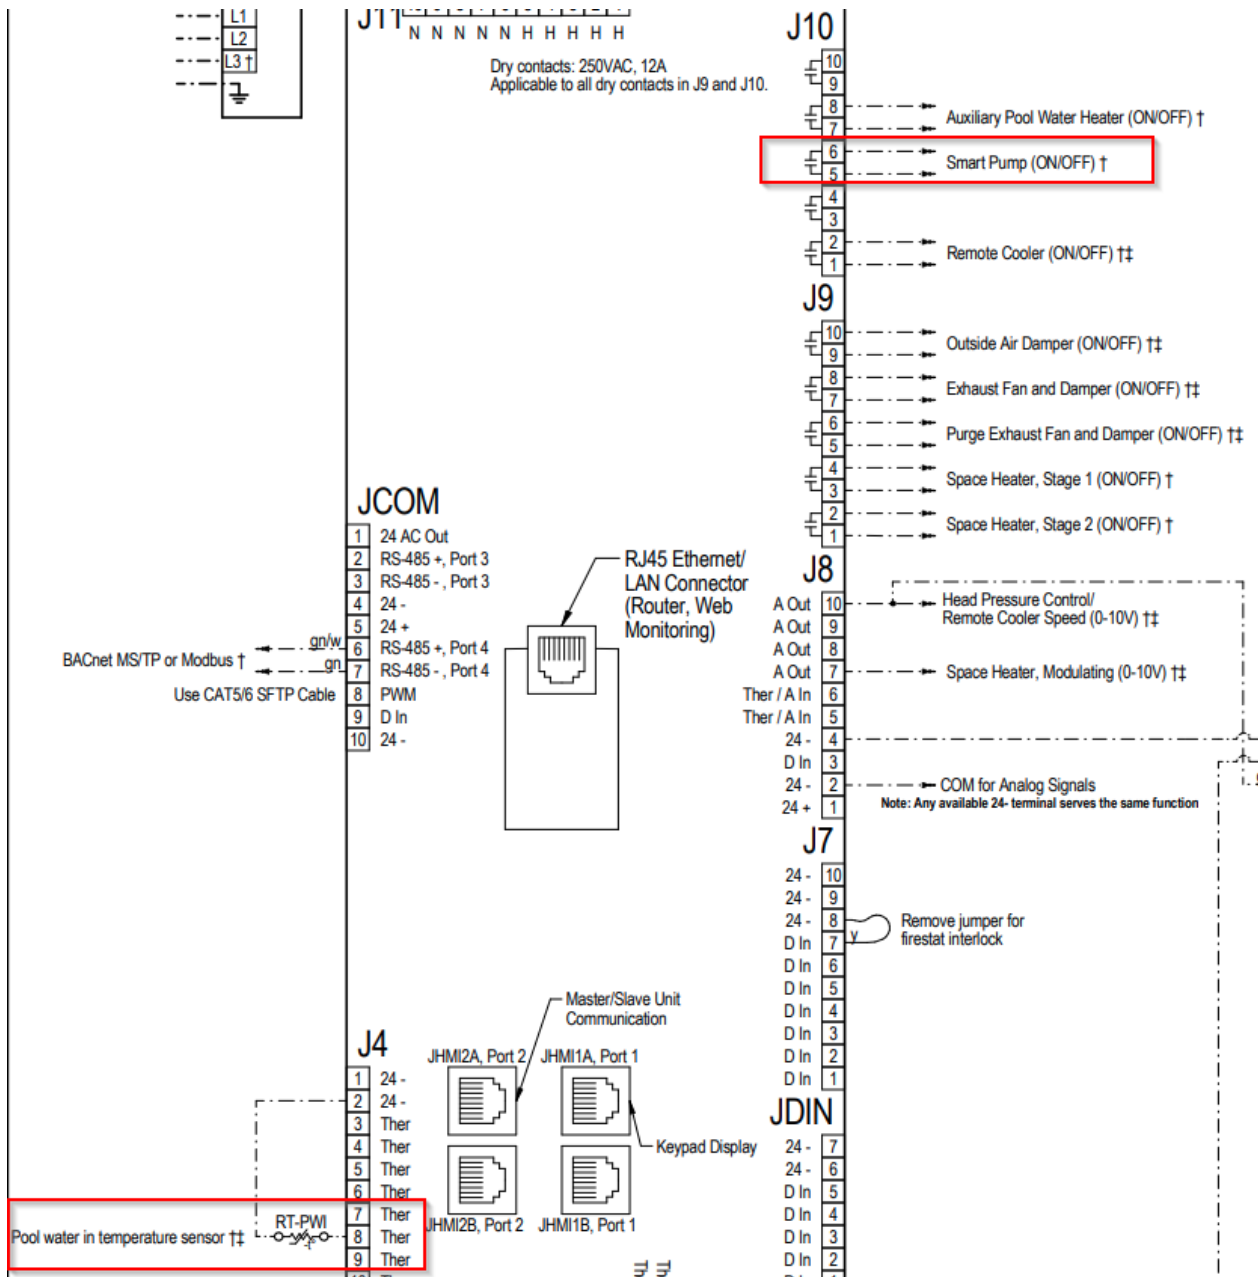 L1
L2
L3 †
J11
N N N N N H H H H H
Dry contacts: 250VAC, 12A
Applicable to all dry contacts in J9 and J10.
J10
10
9
8
7
Auxiliary Pool Water Heater (ON/OFF) †
6
5
Smart Pump (ON/OFF) †
4
3
2
1
Remote Cooler (ON/OFF) †‡
J9
10
9
Outside Air Damper (ON/OFF) †‡
8
7
Exhaust Fan and Damper (ON/OFF) †‡
6
5
Purge Exhaust Fan and Damper (ON/OFF) †‡
4
3
Space Heater, Stage 1 (ON/OFF) †
2
1
Space Heater, Stage 2 (ON/OFF) †
JCOM
1 24 AC Out
2 RS-485 +, Port 3
3 RS-485 - , Port 3
4 24 -
5 24 +
gn/w 6 RS-485 +, Port 4
gn 7 RS-485 - , Port 4
8 PWM
9 D In
10 24 -
BACnet MS/TP or Modbus †
Use CAT5/6 SFTP Cable
RJ45 Ethernet/
LAN Connector
(Router, Web
Monitoring)
J8
A Out 10
Head Pressure Control/
Remote Cooler Speed (0-10V) †‡
A Out 9
A Out 8
A Out 7 Space Heater, Modulating (0-10V) †‡
Ther / A In 6
Ther / A In 5
24 - 4
D In 3
24 - 2 COM for Analog Signals
Note: Any available 24- terminal serves the same function
24 + 1
J7
24 - 10
24 - 9
24 - 8
D In 7 y
Remove jumper for
firestat interlock
D In 6
D In 5
D In 4
D In 3
D In 2
D In 1
Master/Slave Unit
Communication
J4
JHMI2A, Port 2 JHMI1A, Port 1
1 24 -
2 24 -
3 Ther
4 Ther
5 Ther
6 Ther
7 Ther
8 Ther
9 Ther
Keypad Display
JHMI2B, Port 2 JHMI1B, Port 1
RT-PWI
-t°
Pool water in temperature sensor †‡
JDIN
24 - 7
24 - 6
D In 5
D In 4
D In 3
D In 2